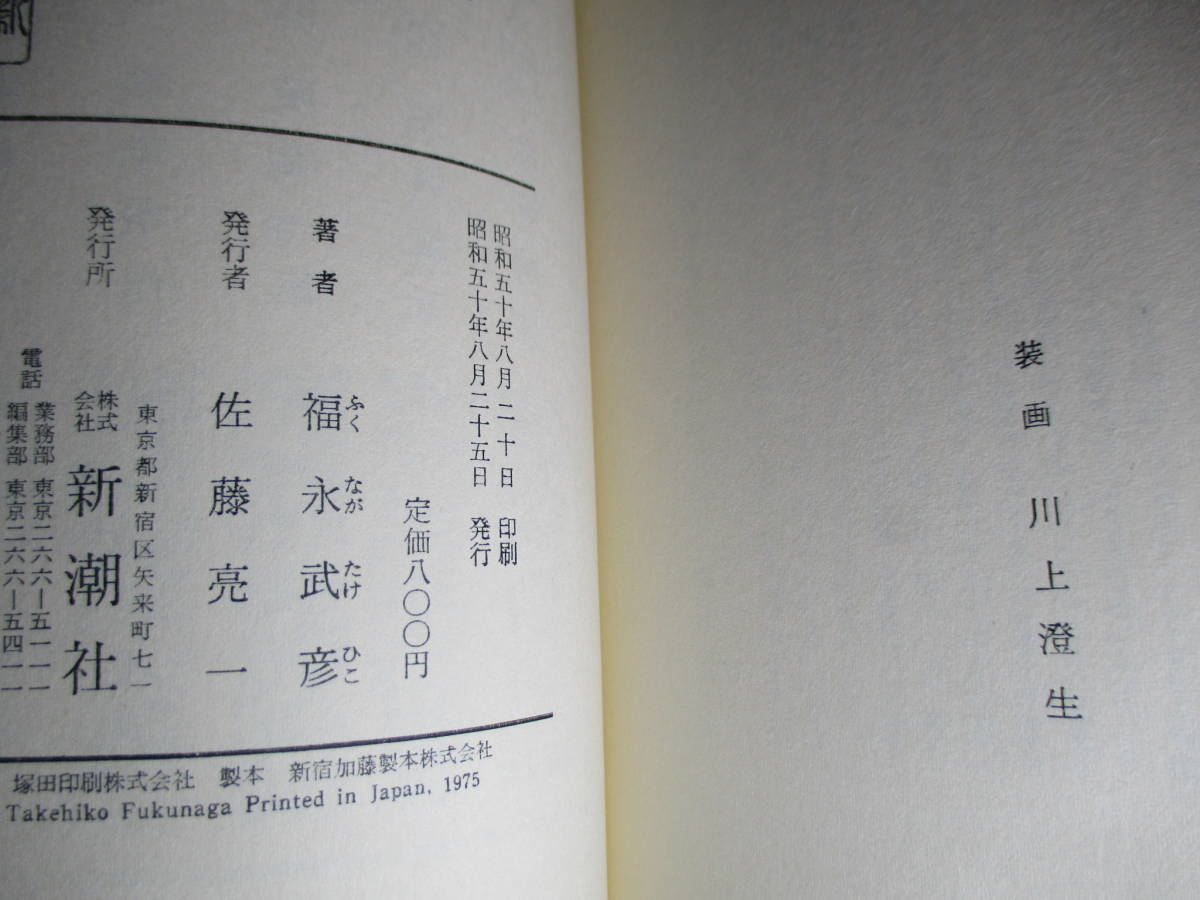 装画 川上澄生
昭和五十年八月二十日 印刷
昭和五十年八月二十五日 発行
定価八〇〇円
著者 福永武彦
ふく なが たけ ひこ
発行者 佐藤亮一
東京都新宿区矢来町七一
発行所 株式会社 新潮社
電話 業務部 東京二六六—五一一一
編集部 東京二六六—五四一一
塚田印刷株式会社 製本 新宿加藤製本株式会社
Takehiko Fukunaga Printed in Japan, 1975